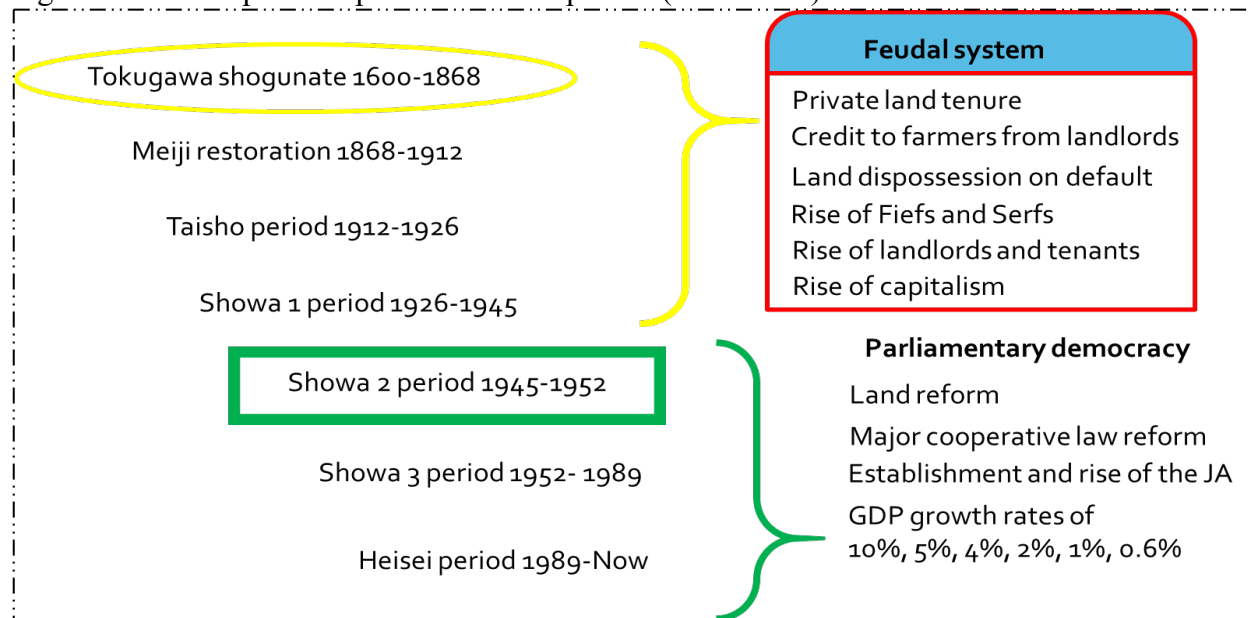 Tokugawa shogunate 1600-1868
Meiji restoration 1868-1912
Taisho period 1912-1926
Showa 1 period 1926-1945
Showa 2 period 1945-1952
Showa 3 period 1952- 1989
Heisei period 1989-Now
Feudal system
Private land tenure
Credit to farmers from landlords
Land dispossession on default
Rise of Fiefs and Serfs
Rise of landlords and tenants
Rise of capitalism
Parliamentary democracy
Land reform
Major cooperative law reform
Establishment and rise of the JA
GDP growth rates of
10%, 5%, 4%, 2%, 1%, 0.6%